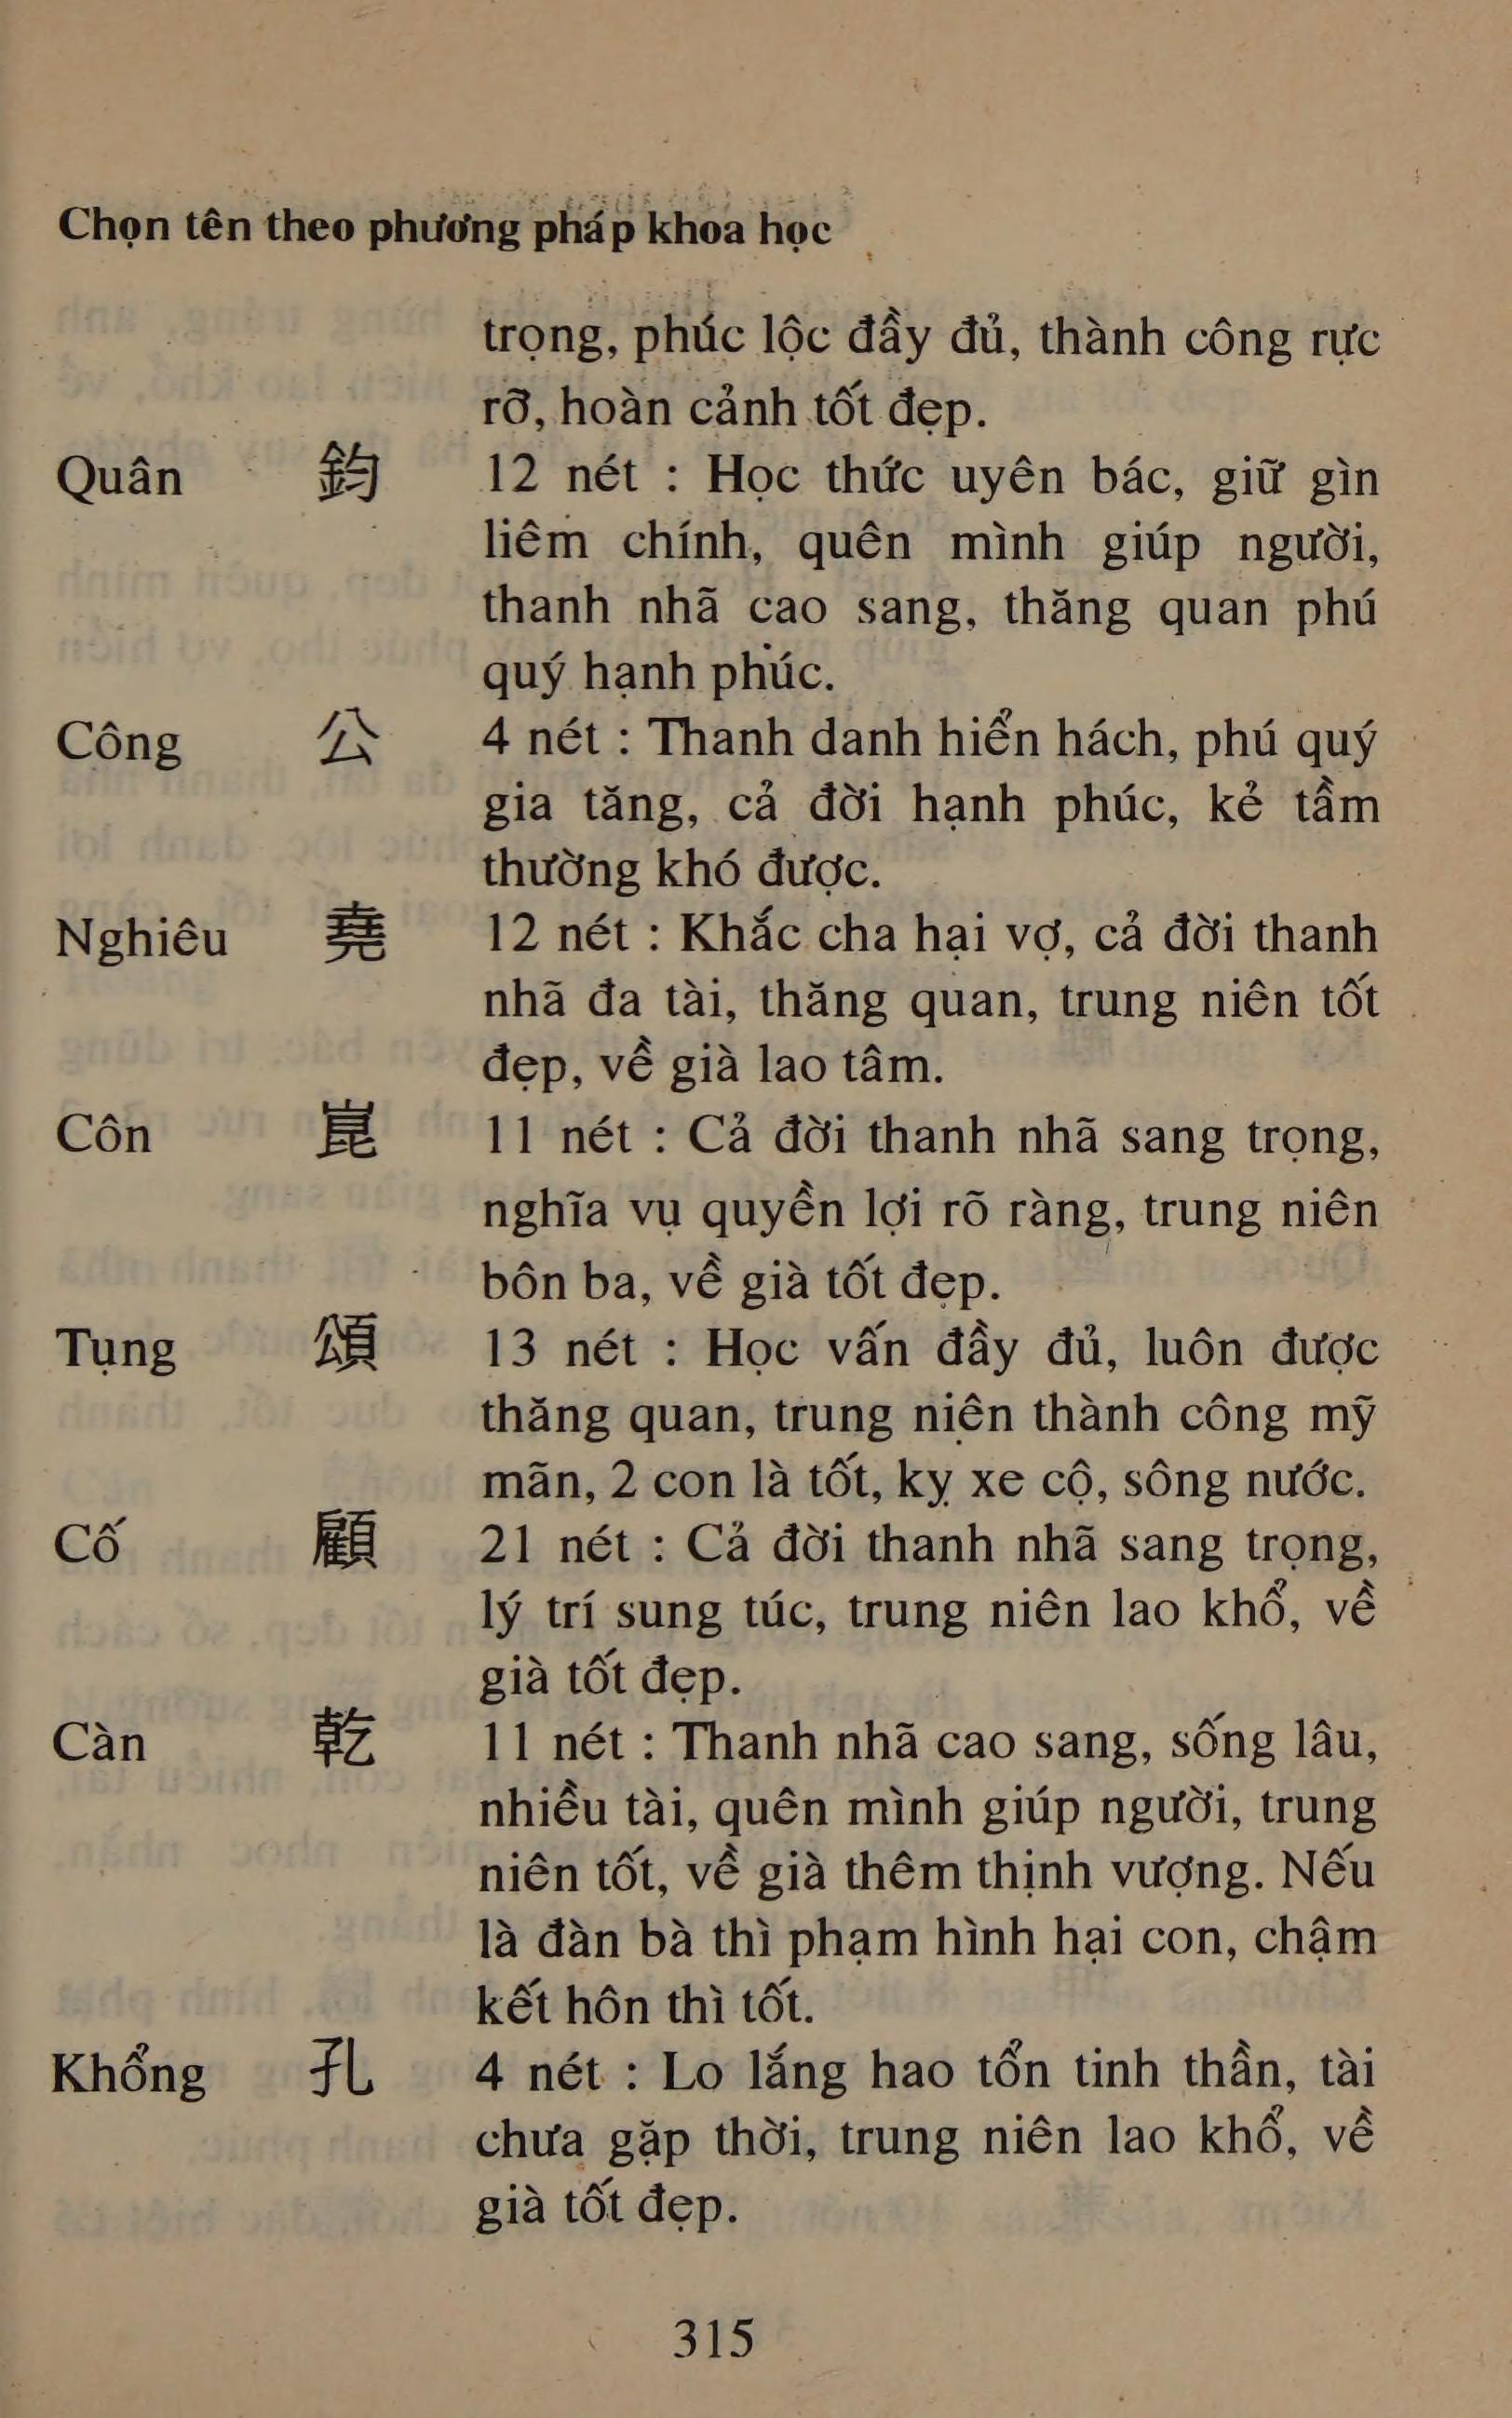 Chọn tên theo phương pháp khoa học
trọng, phúc lộc đầy đủ, thành công rực
rỡ, hoàn cảnh tốt đẹp.
Quân 鈞 12 nét : Học thức uyên bác, giữ gìn
liêm chính, quên mình giúp người,
thanh nhã cao sang, thăng quan phú
quý hạnh phúc.
Công 公 4 nét : Thanh danh hiển hách, phú quý
gia tăng, cả đời hạnh phúc, kẻ tầm
thường khó được.
Nghiêu 堯 12 nét : Khắc cha hại vợ, cả đời thanh
nhã đa tài, thăng quan, trung niên tốt
đẹp, về già lao tâm.
Côn 崑 11 nét : Cả đời thanh nhã sang trọng,
nghĩa vụ quyền lợi rõ ràng, trung niên
bôn ba, về già tốt đẹp.
Tụng 頌 13 nét : Học vấn đầy đủ, luôn được
thăng quan, trung niên thành công mỹ
mãn, 2 con là tốt, kỵ xe cộ, sông nước.
Cố 顧 21 nét : Cả đời thanh nhã sang trọng,
lý trí sung túc, trung niên lao khổ, về
già tốt đẹp.
Càn 乾 11 nét : Thanh nhã cao sang, sống lâu,
nhiều tài, quên mình giúp người, trung
niên tốt, về già thêm thịnh vượng. Nếu
là đàn bà thì phạm hình hại con, chậm
kết hôn thì tốt.
Khổng 孔 4 nét : Lo lắng hao tổn tinh thần, tài
chưa gặp thời, trung niên lao khổ, về
già tốt đẹp.
315